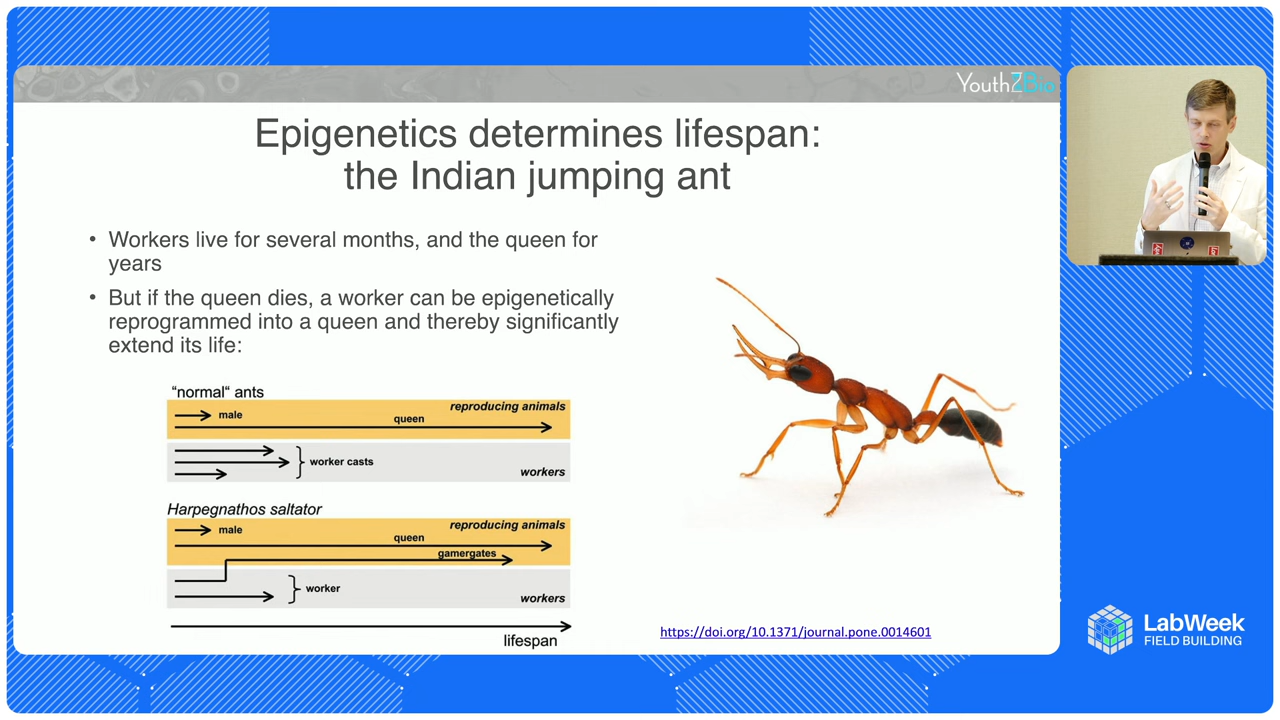 YouthZBio
Epigenetics determines lifespan:
the Indian jumping ant
• Workers live for several months, and the queen for
years
• But if the queen dies, a worker can be epigenetically
reprogrammed into a queen and thereby significantly
extend its life:
“normal“ ants
reproducing animals
male
queen
worker casts
workers
Harpegnathos saltator
reproducing animals
male
queen
gamergates
worker
workers
lifespan
https://doi.org/10.1371/journal.pone.0014601
LabWeek
FIELD BUILDING